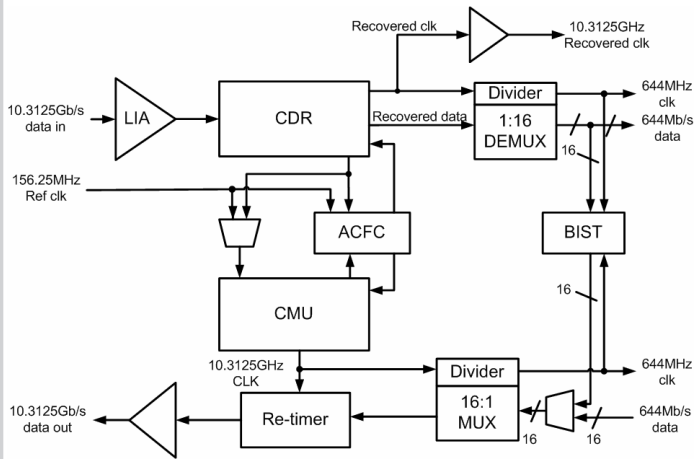 Recovered clk
10.3125GHz
Recovered clk
10.3125Gb/s
data in
LIA
CDR
Recovered data
Divider
1:16
DEMUX
644MHz
clk
644Mb/s
data
16
156.25MHz
Ref clk
ACFC
BIST
CMU
16
10.3125GHz
CLK
Divider
16:1
MUX
644MHz
clk
10.3125Gb/s
data out
Re-timer
16
16
644Mb/s
data